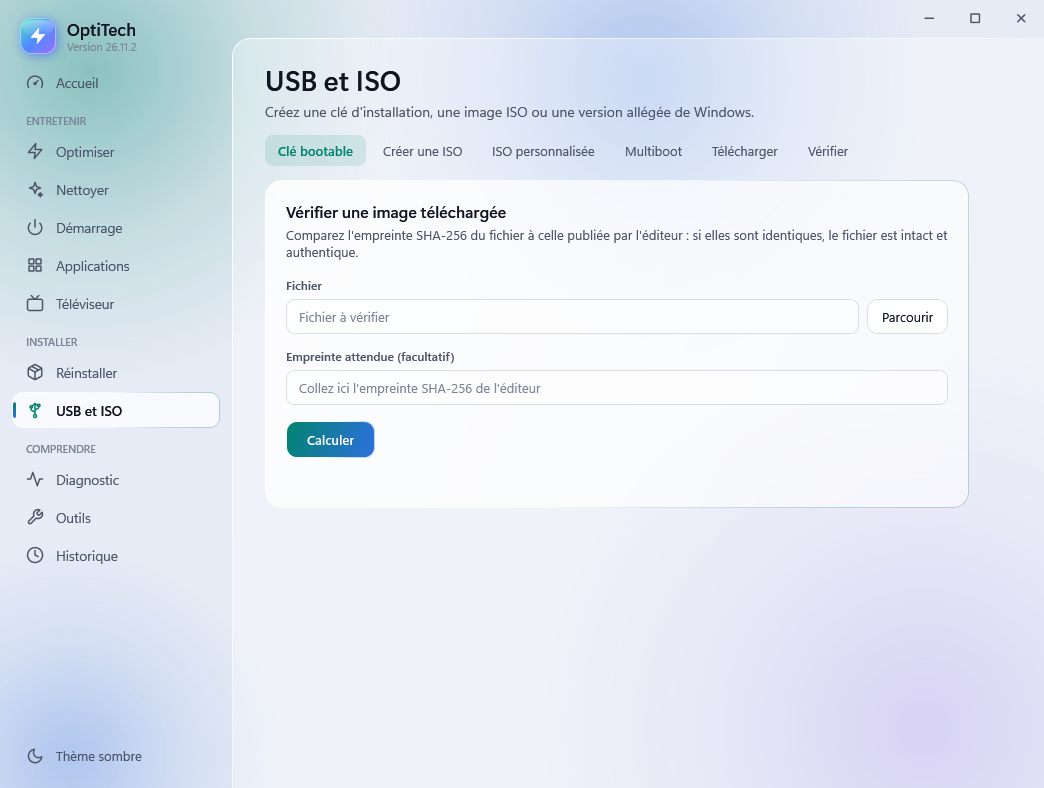 OptiTech
Version 26.11.2
Accueil
ENTRETENIR
Optimiser
Nettoyer
Démarrage
Applications
Téléviseur
INSTALLER
Réinstaller
USB et ISO
COMPRENDRE
Diagnostic
Outils
Historique
Thème sombre
USB et ISO
Créez une clé d'installation, une image ISO ou une version allégée de Windows.
Clé bootable Créer une ISO ISO personnalisée Multiboot Télécharger Vérifier
Vérifier une image téléchargée
Comparez l'empreinte SHA-256 du fichier à celle publiée par l'éditeur : si elles sont identiques, le fichier est intact et
authentique.
Fichier
Fichier à vérifier
Parcourir
Empreinte attendue (facultatif)
Collez ici l'empreinte SHA-256 de l'éditeur
Calculer